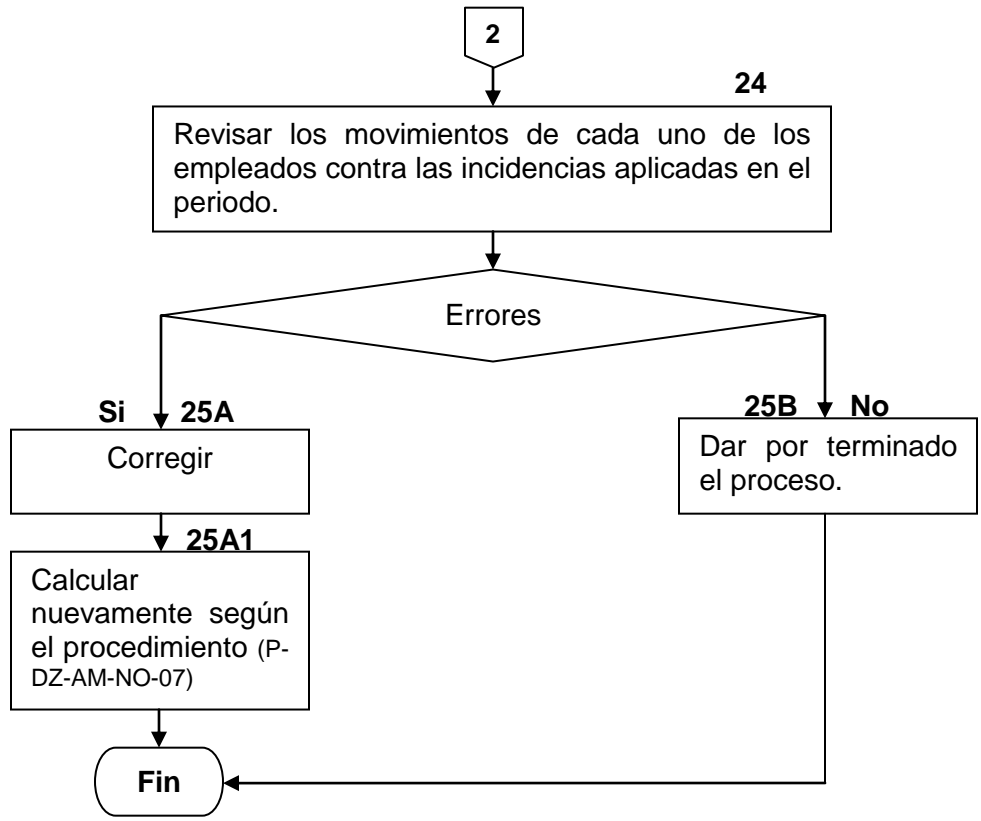 2
24
Revisar los movimientos de cada uno de los
empleados contra las incidencias aplicadas en el
periodo.
Errores
Si 25A
25B No
Corregir
Dar por terminado
el proceso.
25A1
Calcular
nuevamente según
el procedimiento (P-
DZ-AM-NO-07)
Fin